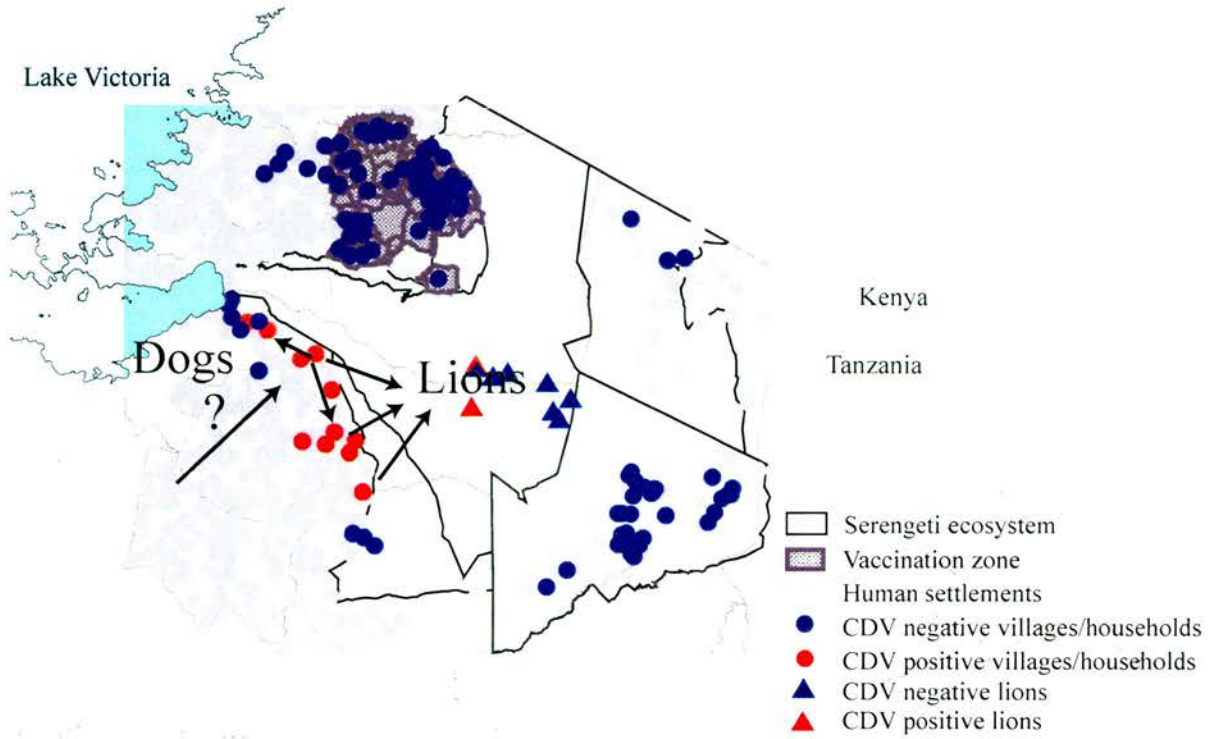 Lake Victoria
Kenya
Tanzania
Dogs
?
Lions
Serengeti ecosystem
Vaccination zone
Human settlements
CDV negative villages/households
CDV positive villages/households
CDV negative lions
CDV positive lions